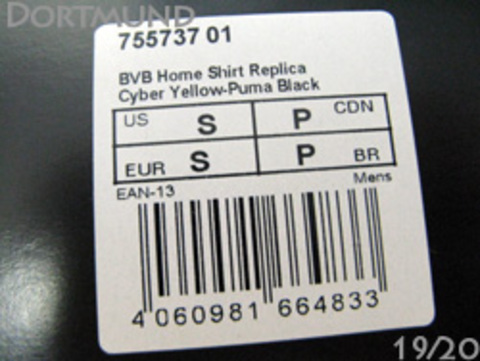 DORTMUND
755737 01
BVB Home Shirt Replica
Cyber Yellow-Puma Black
US S P CDN
EUR S P BR
EAN-13 Mens
4 060981 664833
19/20